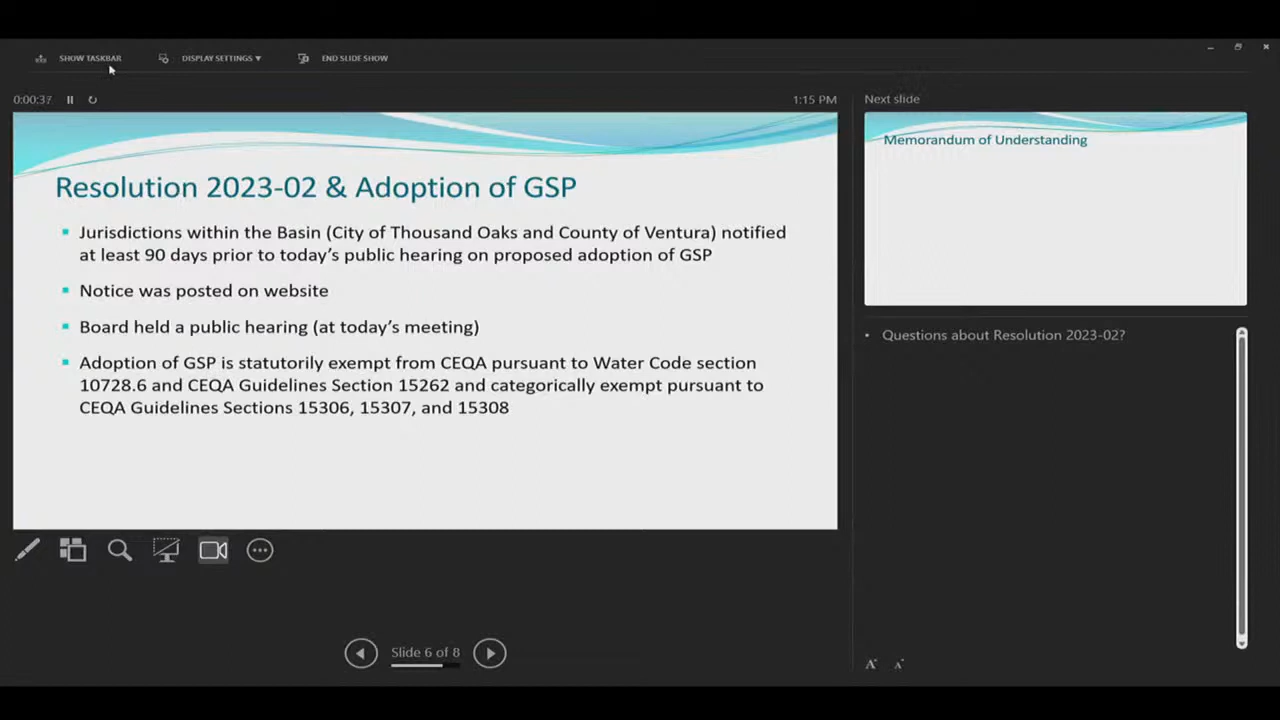 SHOW TASKBAR
DISPLAY SETTINGS ▼
END SLIDE SHOW
0:00:37
1:15 PM
Resolution 2023-02 & Adoption of GSP
▪ Jurisdictions within the Basin (City of Thousand Oaks and County of Ventura) notified
at least 90 days prior to today’s public hearing on proposed adoption of GSP
▪ Notice was posted on website
▪ Board held a public hearing (at today’s meeting)
▪ Adoption of GSP is statutorily exempt from CEQA pursuant to Water Code section
10728.6 and CEQA Guidelines Section 15262 and categorically exempt pursuant to
CEQA Guidelines Sections 15306, 15307, and 15308
Slide 6 of 8
Next slide
Memorandum of Understanding
• Questions about Resolution 2023-02?
A A